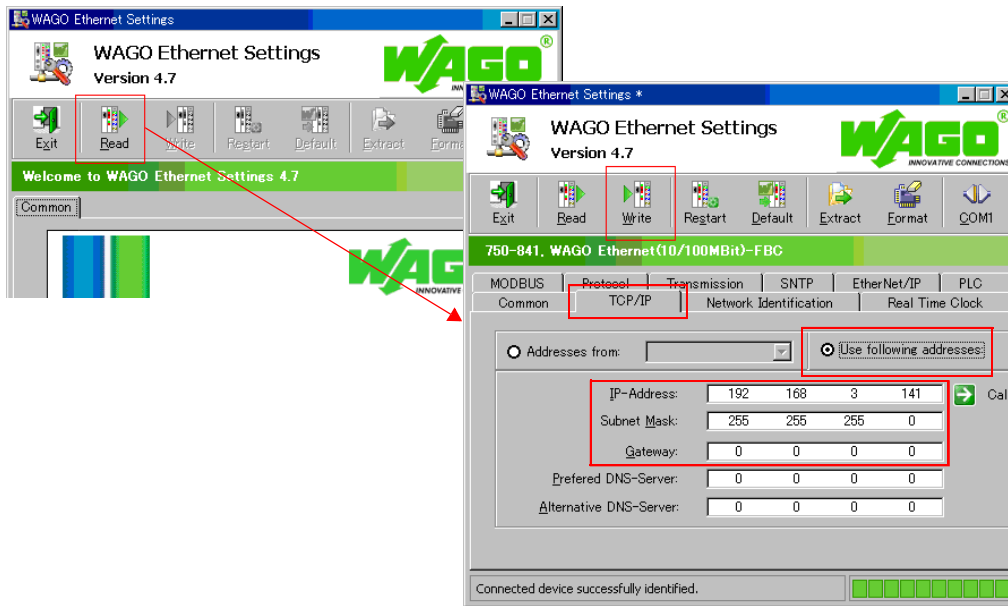 WAGO Ethernet Settings
WAGO Ethernet Settings
Version 4.7
WAGO®
Exit Read Write Restart Default Extract
Welcome to WAGO Ethernet Settings 4.7
Common
WAGO Ethernet Settings *
WAGO Ethernet Settings
Version 4.7
WAGO®
INNOVATIVE CONNECTIONS
Exit Read Write Restart Default Extract Format COM1
750-841, WAGO Ethernet(10/100MBit)-FBC
MODBUS Protocol Transmission SNTP EtherNet/IP PLC
Common TCP/IP Network Identification Real Time Clock
Addresses from: Use following addresses:
IP-Address: 192 168 3 141 Cal
Subnet Mask: 255 255 255 0
Gateway: 0 0 0 0
Prefered DNS-Server: 0 0 0 0
Alternative DNS-Server: 0 0 0 0
Connected device successfully identified.